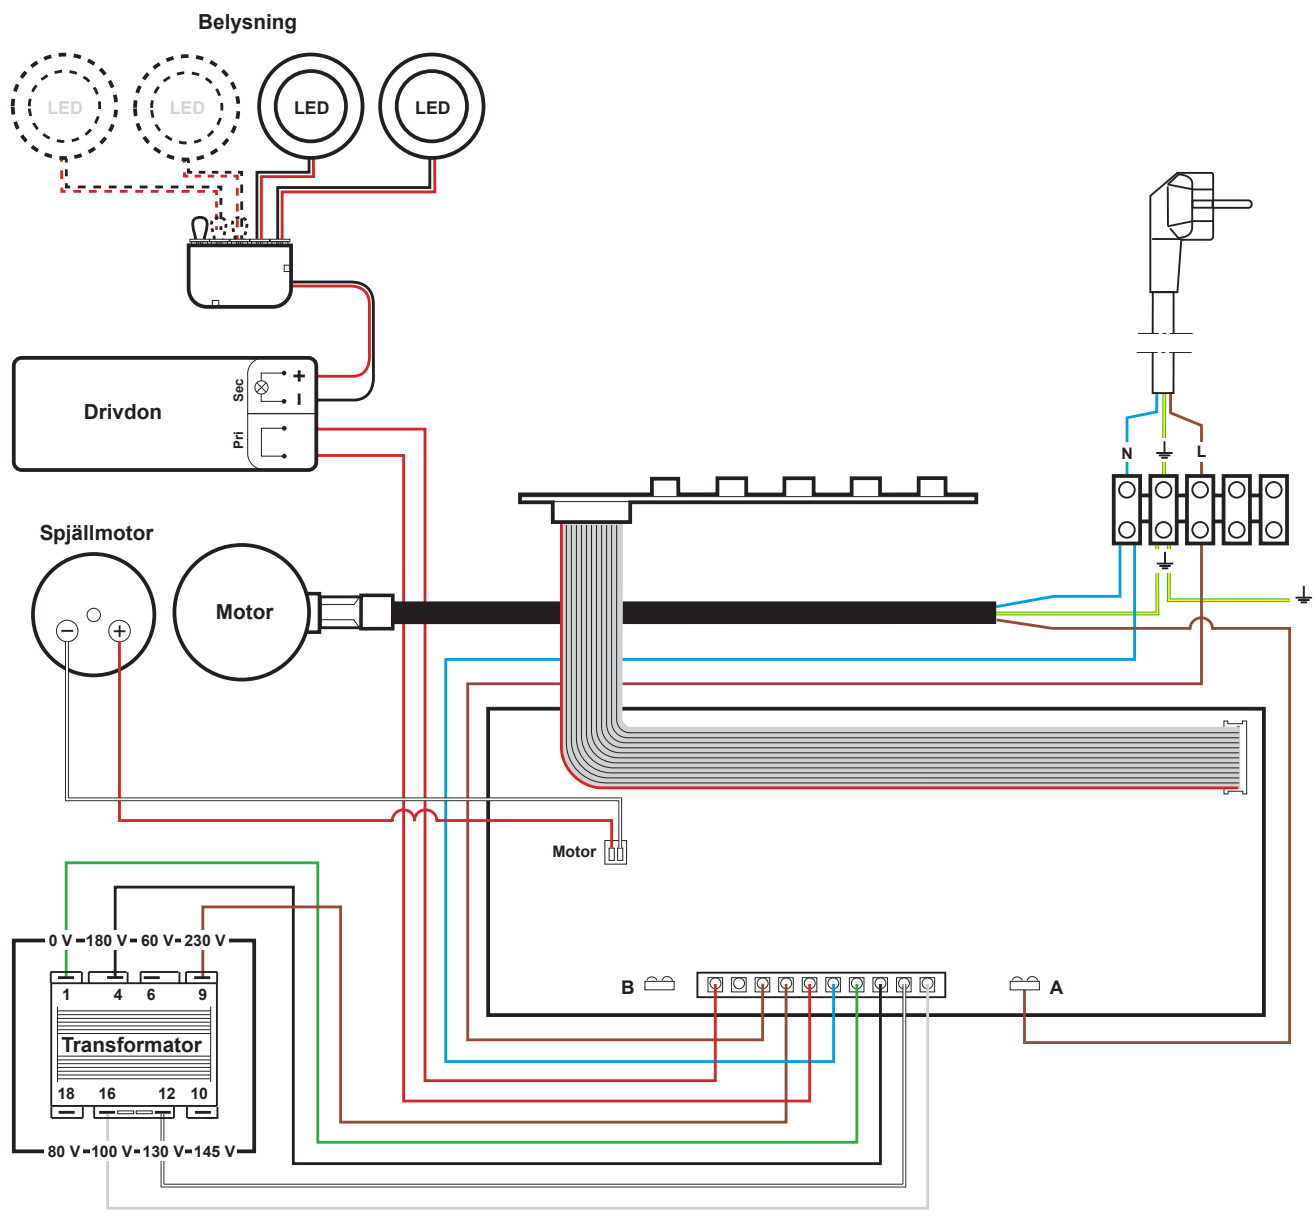 Belysning
LED LED LED LED
Sec
+
−
Drivdon
Pri
N L
Spjällmotor
− +
Motor
Motor
0 V 180 V 60 V 230 V
1 4 6 9
B A
Transformator
18 16 12 10
80 V 100 V 130 V 145 V